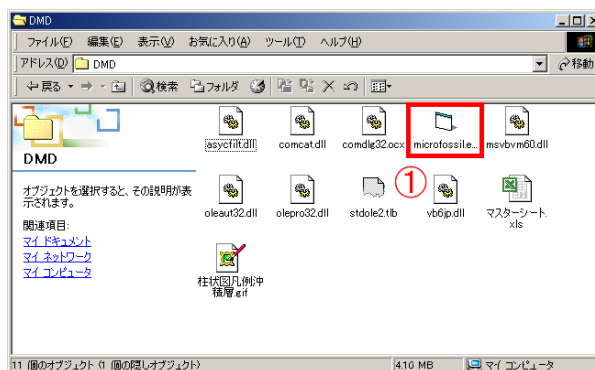 DMD
ファイル(F) 編集(E) 表示(V) お気に入り(A) ツール(T) ヘルプ(H)
アドレス(D) DMD 移動
戻る 検索 フォルダ
DMD
オブジェクトを選択すると、その説明が表
示されます。
関連項目:
マイ ドキュメント
マイ ネットワーク
マイ コンピュータ
asycfilt.dll comcat.dll comdlg32.ocx microfossil.e... msvbvm60.dll
①
oleaut32.dll olepro32.dll stdole2.tlb vb6jp.dll マスターシート.
xls
柱状図凡例沖
積層.gif
11 個のオブジェクト (1 個の隠しオブジェクト) 4.16 MB マイ コンピュータ